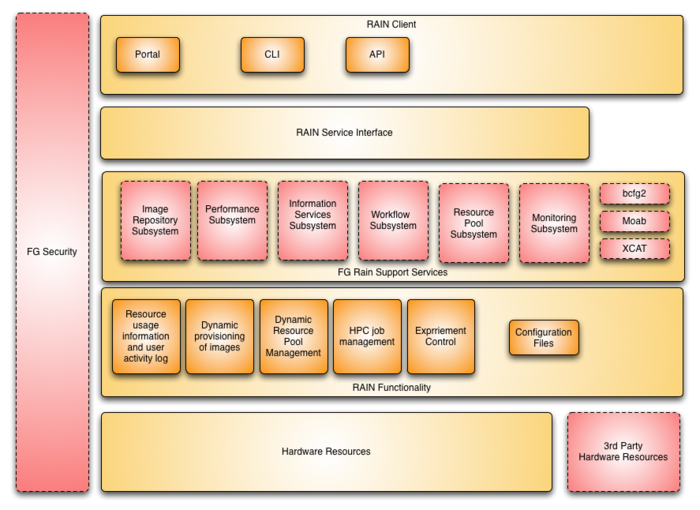 RAIN Client
Portal
CLI
API
RAIN Service Interface
FG Security
Image
Repository
Subsystem
Performance
Subsystem
Information
Services
Subsystem
Workflow
Subsystem
Resource
Pool
Subsystem
Monitoring
Subsystem
bcfg2
Moab
XCAT
FG Rain Support Services
Resource
usage
information
and user
activity log
Dynamic
provisioning
of images
Dynamic
Resource
Pool
Management
HPC job
management
Exprriement
Control
Configuration
Files
RAIN Functionality
Hardware Resources
3rd Party
Hardware Resources